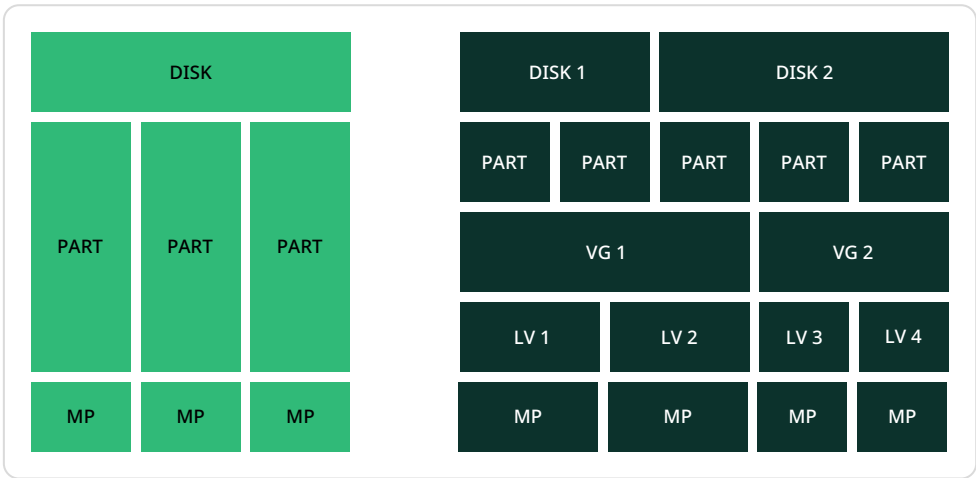 DISK
PART PART PART
MP MP MP
DISK 1 DISK 2
PART PART PART PART PART
VG 1 VG 2
LV 1 LV 2 LV 3 LV 4
MP MP MP MP